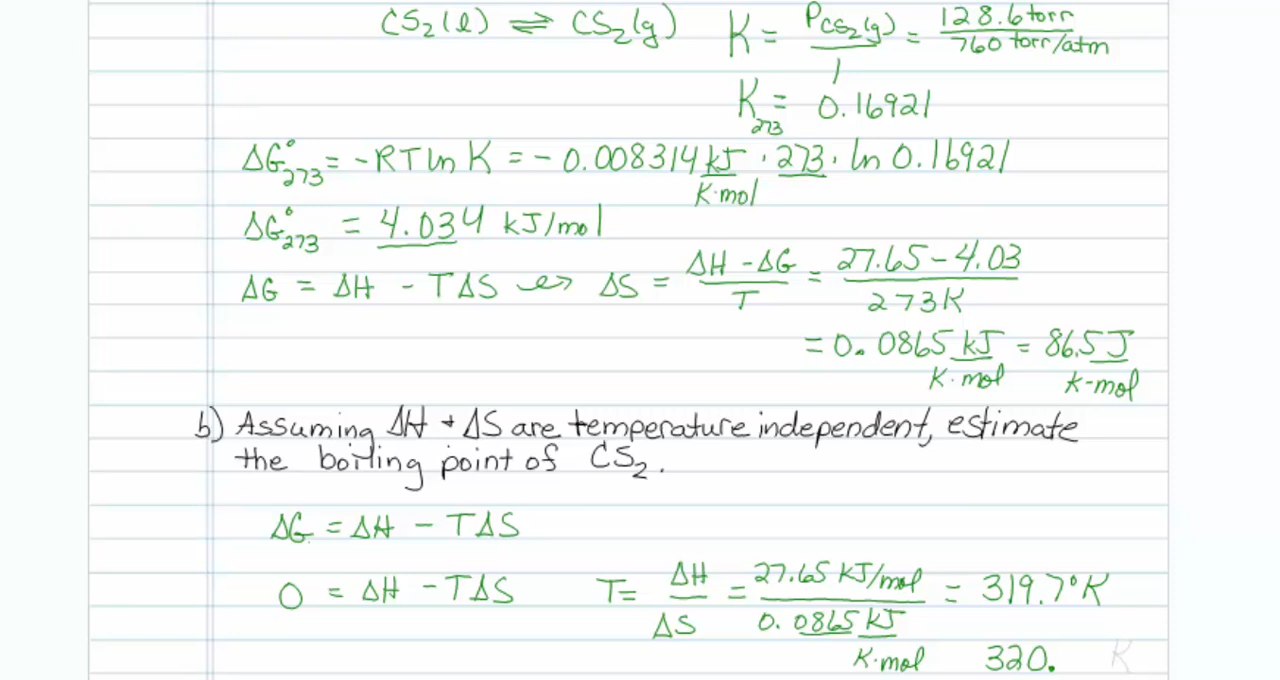 CS₂(l) ⇌ CS₂(g) K = P_CS₂(g) / 1 = 128.6 torr / 760 torr/atm
K₂₇₃ = 0.16921
ΔG°₂₇₃ = -RT ln K = -0.008314 kJ/K·mol · 273 · ln 0.16921
ΔG°₂₇₃ = 4.034 kJ/mol
ΔG = ΔH - TΔS ⇔ ΔS = ΔH - ΔG / T = 27.65 - 4.03 / 273K
= 0.0865 kJ/K·mol = 86.5 J/K-mol
b) Assuming ΔH + ΔS are temperature independent, estimate
the boiling point of CS₂.
ΔG = ΔH - TΔS
0 = ΔH - TΔS T = ΔH / ΔS = 27.65 KJ/mol / 0.0865 kJ/K·mol = 319.7°K
320. K